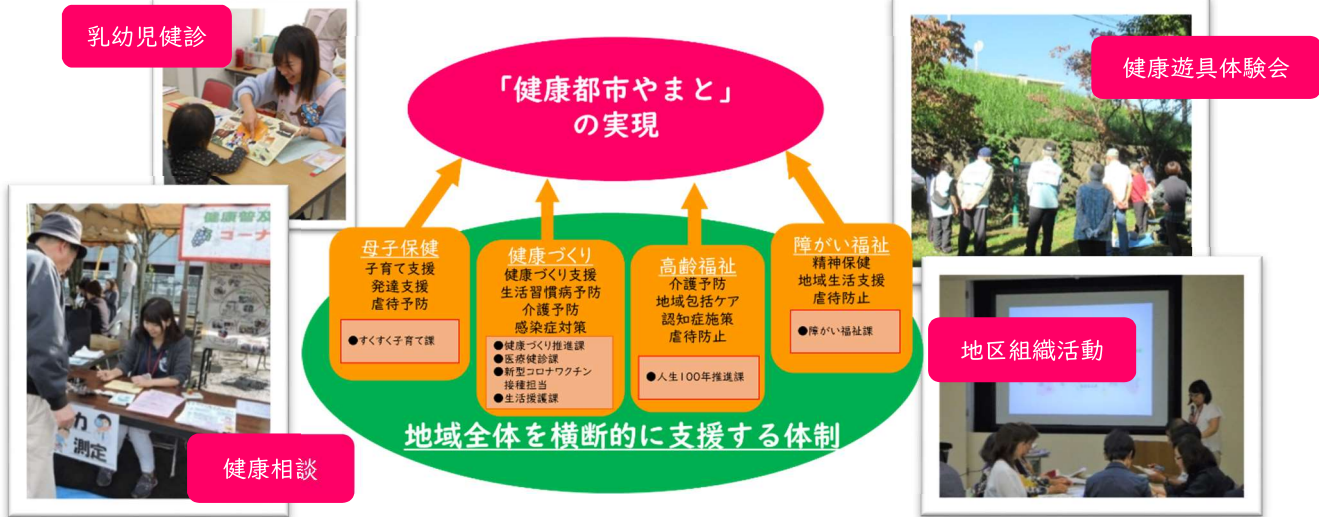 乳幼児健診
健康遊具体験会
「健康都市やまと」
の実現
健康普及
コーナ
母子保健
子育て支援
発達支援
虐待予防
●すくすく子育て課
健康づくり
健康づくり支援
生活習慣病予防
介護予防
感染症対策
●健康づくり推進課
●医療健診課
●新型コロナワクチン
接種担当
●生活援護課
高齢福祉
介護予防
地域包括ケア
認知症施策
虐待防止
●人生100年推進課
障がい福祉
精神保健
地域生活支援
虐待防止
●障がい福祉課
地域全体を横断的に支援する体制
地区組織活動
力
測定
健康相談